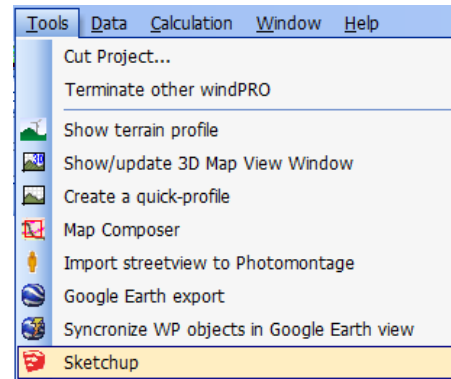 Tools Data Calculation Window Help
Cut Project...
Terminate other windPRO
Show terrain profile
Show/update 3D Map View Window
Create a quick-profile
Map Composer
Import streetview to Photomontage
Google Earth export
Syncronize WP objects in Google Earth view
Sketchup